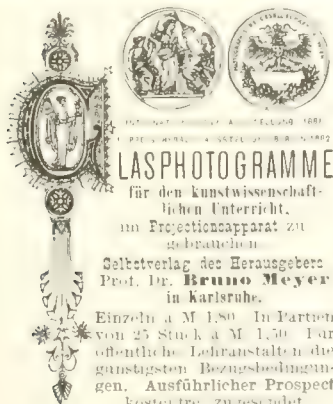 GLASPHOTOGRAMME
für den kunstwissenschaft-
lichen Unterricht,
im Projectionsapparat zu
gebrauchen
Selbstverlag des Herausgebers
Prof. Dr. Bruno Meyer
in Karlsruhe.
Einzeln à M 1,80. In Partien
von 25 Stück à M 1,50. Für
öffentliche Lehranstalten die
günstigsten Bezugsbedingun-
gen. Ausführlicher Prospect
kostenfrei zugesendet